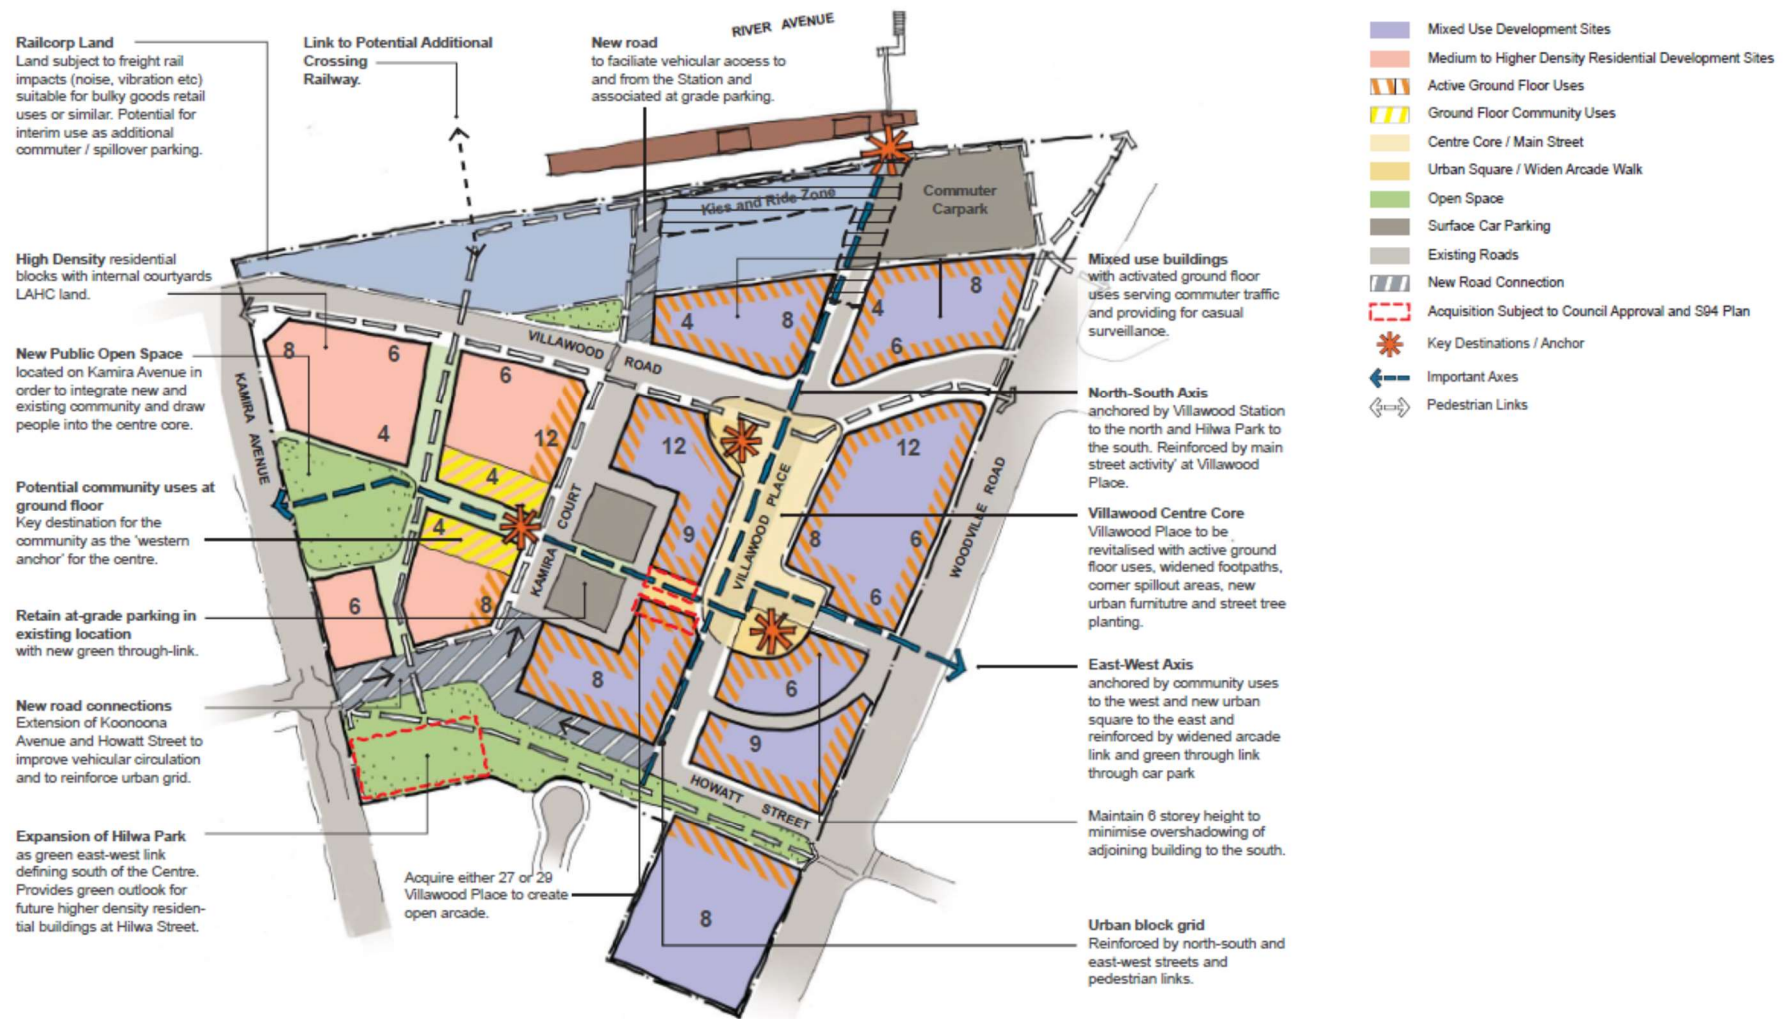 RIVER AVENUE
Railcorp Land
Land subject to freight rail
impacts (noise, vibration etc)
suitable for bulky goods retail
uses or similar. Potential for
interim use as additional
commuter / spillover parking.
Link to Potential Additional
Crossing
Railway.
New road
to faciliate vehicular access to
and from the Station and
associated at grade parking.
High Density residential
blocks with internal courtyards
LAHC land.
New Public Open Space
located on Kamira Avenue in
order to integrate new and
existing community and draw
people into the centre core.
Potential community uses at
ground floor
Key destination for the
community as the 'western
anchor' for the centre.
Retain at-grade parking in
existing location
with new green through-link.
New road connections
Extension of Koonoona
Avenue and Howatt Street to
improve vehicular circulation
and to reinforce urban grid.
Expansion of Hilwa Park
as green east-west link
defining south of the Centre.
Provides green outlook for
future higher density residen-
tial buildings at Hilwa Street.
Acquire either 27 or 29
Villawood Place to create
open arcade.
Kiss and Ride Zone
Commuter
Carpark
VILLAWOOD ROAD
KAMIRA AVENUE
KAMIRA COURT
VILLAWOOD PLACE
WOODVILLE ROAD
HOWATT STREET
4
8
4
8
6
8
6
4
6
12
4
4
8
6
12
9
12
8
6
6
8
6
9
8
Mixed use buildings
with activated ground floor
uses serving commuter traffic
and providing for casual
surveillance.
North-South Axis
anchored by Villawood Station
to the north and Hilwa Park to
the south. Reinforced by main
street activity' at Villawood
Place.
Villawood Centre Core
Villawood Place to be
revitalised with active ground
floor uses, widened footpaths,
corner spillout areas, new
urban furnitutre and street tree
planting.
East-West Axis
anchored by community uses
to the west and new urban
square to the east and
reinforced by widened arcade
link and green through link
through car park
Maintain 6 storey height to
minimise overshadowing of
adjoining building to the south.
Urban block grid
Reinforced by north-south and
east-west streets and
pedestrian links.
Mixed Use Development Sites
Medium to Higher Density Residential Development Sites
Active Ground Floor Uses
Ground Floor Community Uses
Centre Core / Main Street
Urban Square / Widen Arcade Walk
Open Space
Surface Car Parking
Existing Roads
New Road Connection
Acquisition Subject to Council Approval and S94 Plan
Key Destinations / Anchor
Important Axes
Pedestrian Links